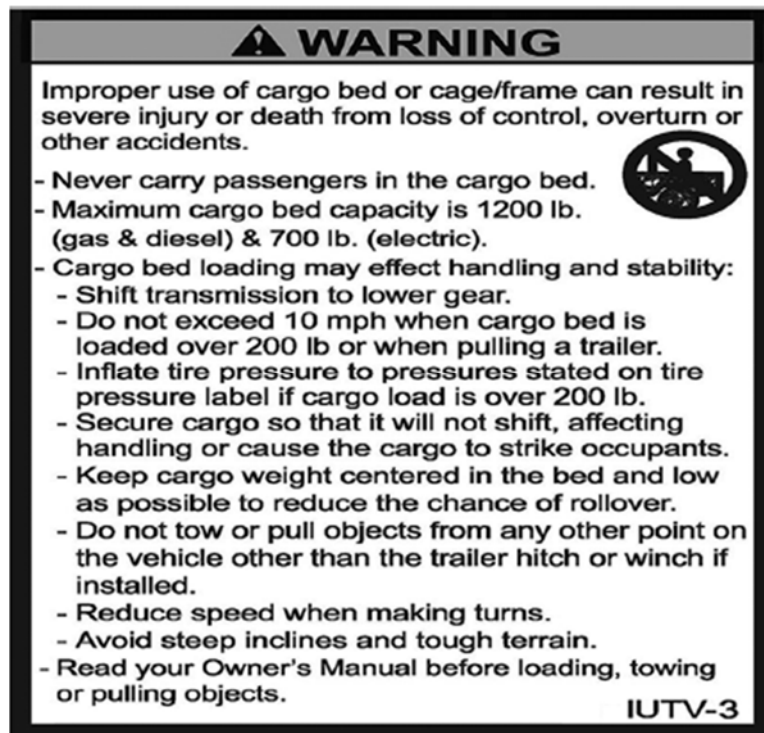 WARNING
Improper use of cargo bed or cage/frame can result in
severe injury or death from loss of control, overturn or
other accidents.
- Never carry passengers in the cargo bed.
- Maximum cargo bed capacity is 1200 lb.
(gas & diesel) & 700 lb. (electric).
- Cargo bed loading may effect handling and stability:
- Shift transmission to lower gear.
- Do not exceed 10 mph when cargo bed is
loaded over 200 lb or when pulling a trailer.
- Inflate tire pressure to pressures stated on tire
pressure label if cargo load is over 200 lb.
- Secure cargo so that it will not shift, affecting
handling or cause the cargo to strike occupants.
- Keep cargo weight centered in the bed and low
as possible to reduce the chance of rollover.
- Do not tow or pull objects from any other point on
the vehicle other than the trailer hitch or winch if
installed.
- Reduce speed when making turns.
- Avoid steep inclines and tough terrain.
- Read your Owner's Manual before loading, towing
or pulling objects.
IUTV-3